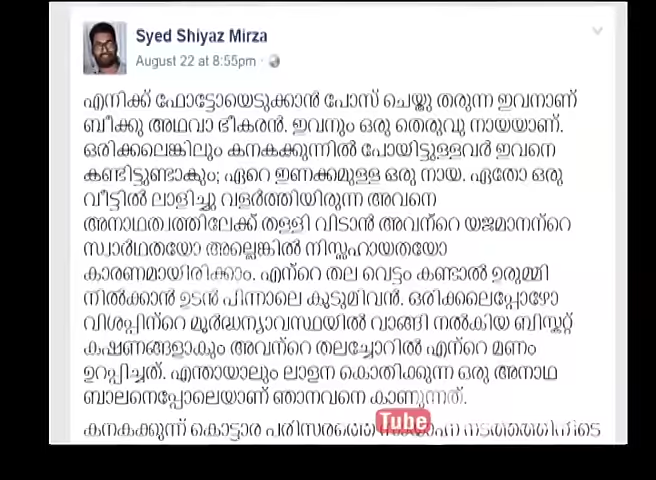 Syed Shiyaz Mirza
August 22 at 8:55pm
എനിക്ക് ഫോട്ടോയെടുക്കാൻ പോസ് ചെയ്തു തരുന്ന ഇവനാണ്
ബീക്കു അഥവാ ഭീകരൻ. ഇവനും ഒരു തെരുവു നായയാണ്.
ഒരിക്കലെങ്കിലും കനകക്കുന്നിൽ പോയിട്ടുള്ളവർ ഇവനെ
കണ്ടിട്ടുണ്ടാകും; ഏറെ ഇണക്കമുള്ള ഒരു നായ. ഏതോ ഒരു
വീട്ടിൽ ലാളിച്ചു വളർത്തിയിരുന്ന അവനെ
അനാഥത്വത്തിലേക്ക് തള്ളി വിടാൻ അവന്റെ യജമാനന്റെ
സ്വാർഥതയോ അല്ലെങ്കിൽ നിസ്സഹായതയോ
കാരണമായിരിക്കാം. എന്റെ തല വെട്ടം കണ്ടാൽ ഉരുമ്മി
നിൽക്കാൻ ഉടൻ പിന്നാലെ കൂടുമിവൻ. ഒരിക്കലെപ്പോഴോ
വിശപ്പിന്റെ മൂർദ്ധന്യാവസ്ഥയിൽ വാങ്ങി നൽകിയ ബിസ്കറ്റ്
കഷണങ്ങളാകും അവന്റെ തലച്ചോറിൽ എന്റെ മണം
ഉറപ്പിച്ചത്. എന്തായാലും ലാളന കൊതിക്കുന്ന ഒരു അനാഥ
ബാലനെപ്പോലെയാണ് ഞാനവനെ കാണുന്നത്.
Tube
കനകക്കുന്ന് കൊട്ടാര പരിസരത്തെ